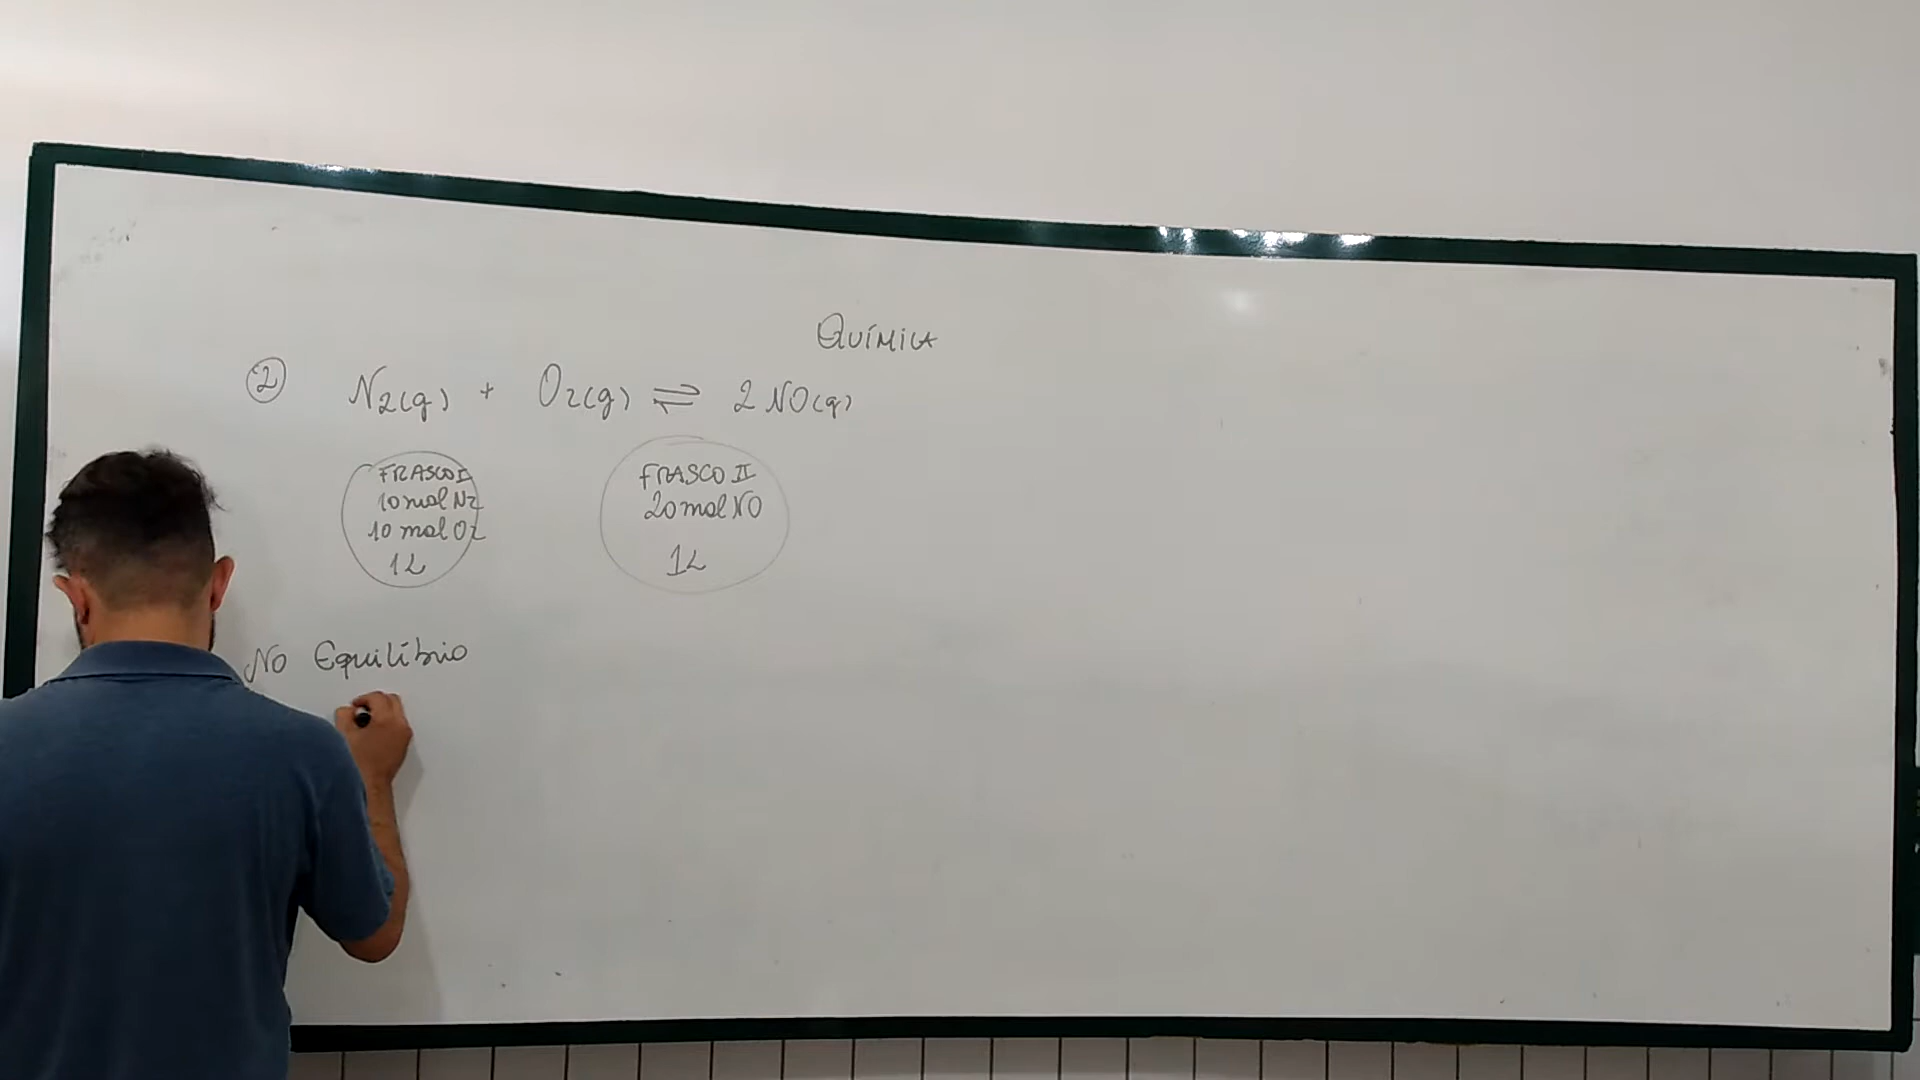 QUÍMICA
2 N2(g) + O2(g) ⇌ 2 NO(g)
FRASCO I
10 mol N2
10 mol O2
1L
FRASCO II
20 mol NO
1L
No Equilíbrio